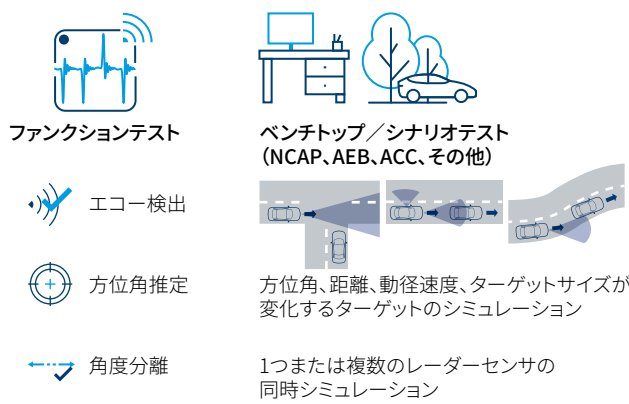 ファンクションテスト
ベンチトップ／シナリオテスト
（NCAP、AEB、ACC、その他）
エコー検出
方位角推定
方位角、距離、動径速度、ターゲットサイズが
変化するターゲットのシミュレーション
角度分離
1つまたは複数のレーダーセンサの
同時シミュレーション